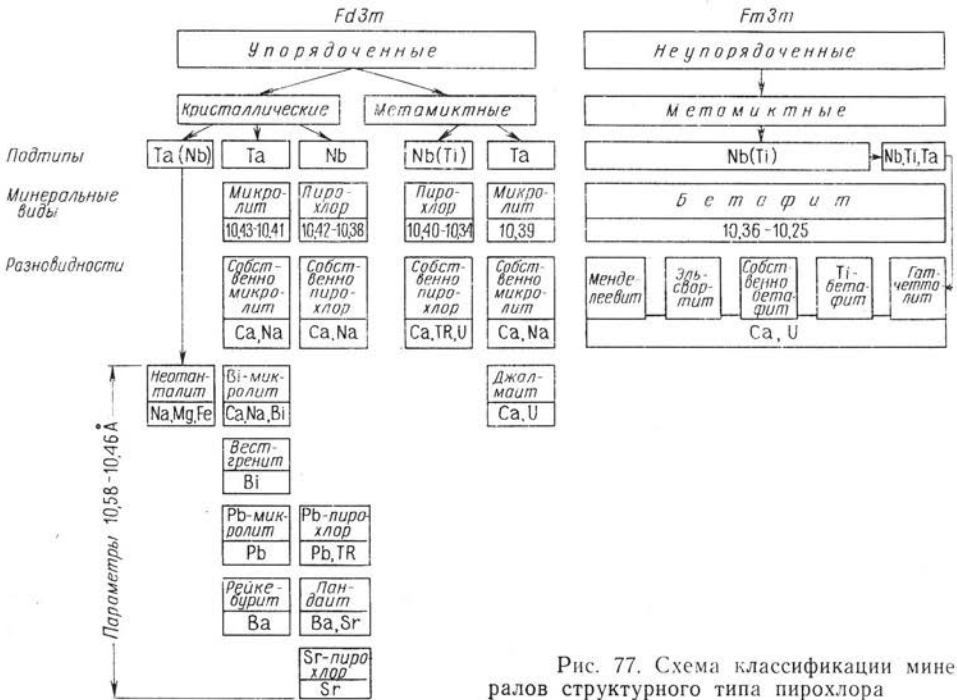 Fd3m
Fm3m
Упорядоченные
Неупорядоченные
Кристаллические
Метамиктные
Метамиктные
Подтипы
Ta (Nb)
Ta
Nb
Nb(Ti)
Ta
Nb(Ti)
Nb,Ti,Ta
Минеральные
виды
Микро-
лит
10,43-10,41
Пиро-
хлор
10,42-10,38
Пиро-
хлор
10,40-10,34
Микро-
лит
10,39
Бетафит
10,36-10,25
Разновидности
Собст-
венно
микро-
лит
Ca,Na
Собст-
венно
пиро-
хлор
Ca,Na
Собст-
венно
пиро-
хлор
Ca,TR,U
Собст-
венно
микро-
лит
Ca,Na
Менде-
леевит
Эль-
свор-
тит
Собст-
венно
бета-
фит
Ti-
бета-
фит
Гат-
четто-
лит
Ca, U
Параметры 10,58-10,46Å
Неотан-
талит
Na,Mg,Fe
Bi-мик-
ролит
Ca,Na,Bi
Джал-
маит
Ca,U
Вест-
гренит
Bi
Pb-мик-
ролит
Pb
Pb-пиро-
хлор
Pb,TR
Рейке-
бурит
Ba
Пан-
даит
Ba,Sr
Sr-пиро-
хлор
Sr
Рис. 77. Схема классификации мине
ралов структурного типа пирохлора